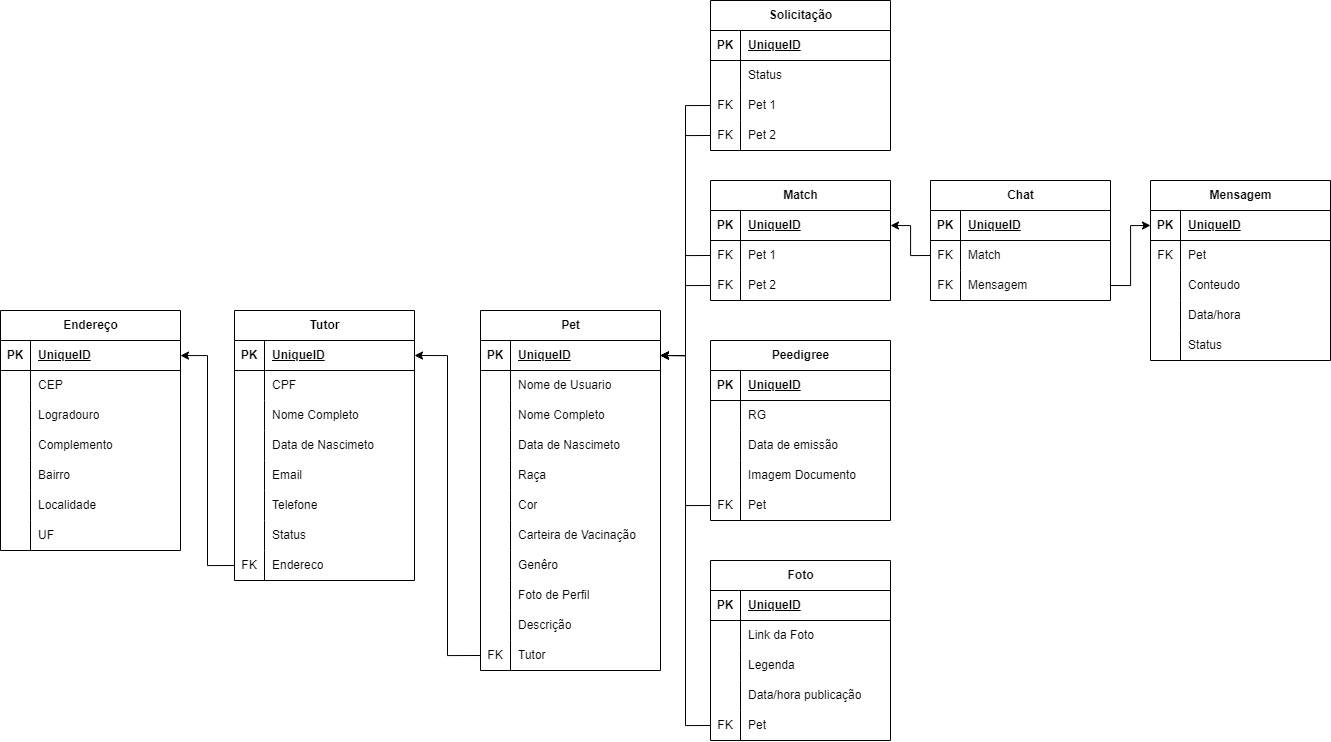 Solicitação
PK UniqueID
Status
FK Pet 1
FK Pet 2
Match
PK UniqueID
FK Pet 1
FK Pet 2
Chat
PK UniqueID
FK Match
FK Mensagem
Mensagem
PK UniqueID
FK Pet
Conteudo
Data/hora
Status
Endereço
PK UniqueID
CEP
Logradouro
Complemento
Bairro
Localidade
UF
Tutor
PK UniqueID
CPF
Nome Completo
Data de Nascimeto
Email
Telefone
Status
FK Endereco
Pet
PK UniqueID
Nome de Usuario
Nome Completo
Data de Nascimeto
Raça
Cor
Carteira de Vacinação
Genêro
Foto de Perfil
Descrição
FK Tutor
Peedigree
PK UniqueID
RG
Data de emissão
Imagem Documento
FK Pet
Foto
PK UniqueID
Link da Foto
Legenda
Data/hora publicação
FK Pet